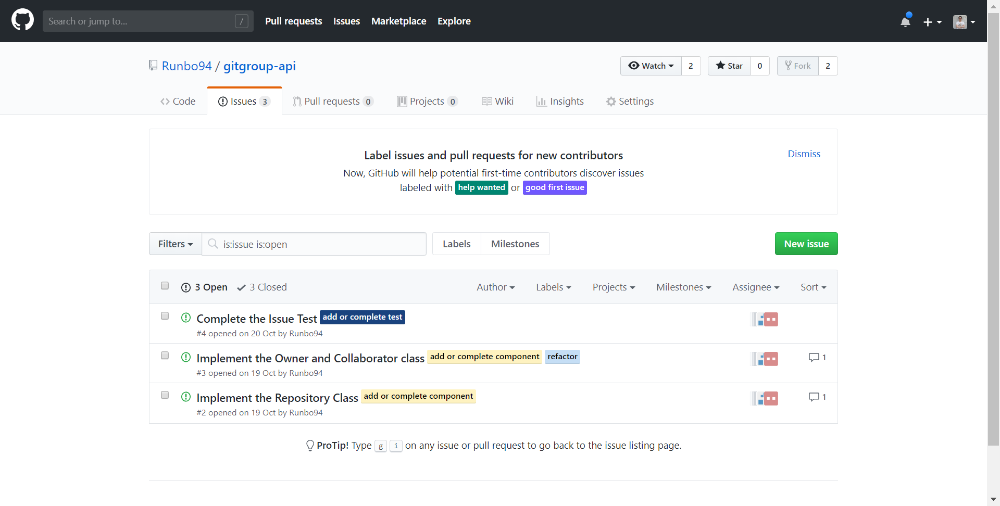 Search or jump to... /
Pull requests Issues Marketplace Explore
Runbo94 / gitgroup-api
Watch 2 Star 0 Fork 2
Code Issues 3 Pull requests 0 Projects 0 Wiki Insights Settings
Label issues and pull requests for new contributors
Dismiss
Now, GitHub will help potential first-time contributors discover issues
labeled with help wanted or good first issue
Filters is:issue is:open Labels Milestones New issue
3 Open 3 Closed Author Labels Projects Milestones Assignee Sort
Complete the Issue Test add or complete test
#4 opened on 20 Oct by Runbo94
Implement the Owner and Collaborator class add or complete component refactor 1
#3 opened on 19 Oct by Runbo94
Implement the Repository Class add or complete component 1
#2 opened on 19 Oct by Runbo94
ProTip! Type g i on any issue or pull request to go back to the issue listing page.